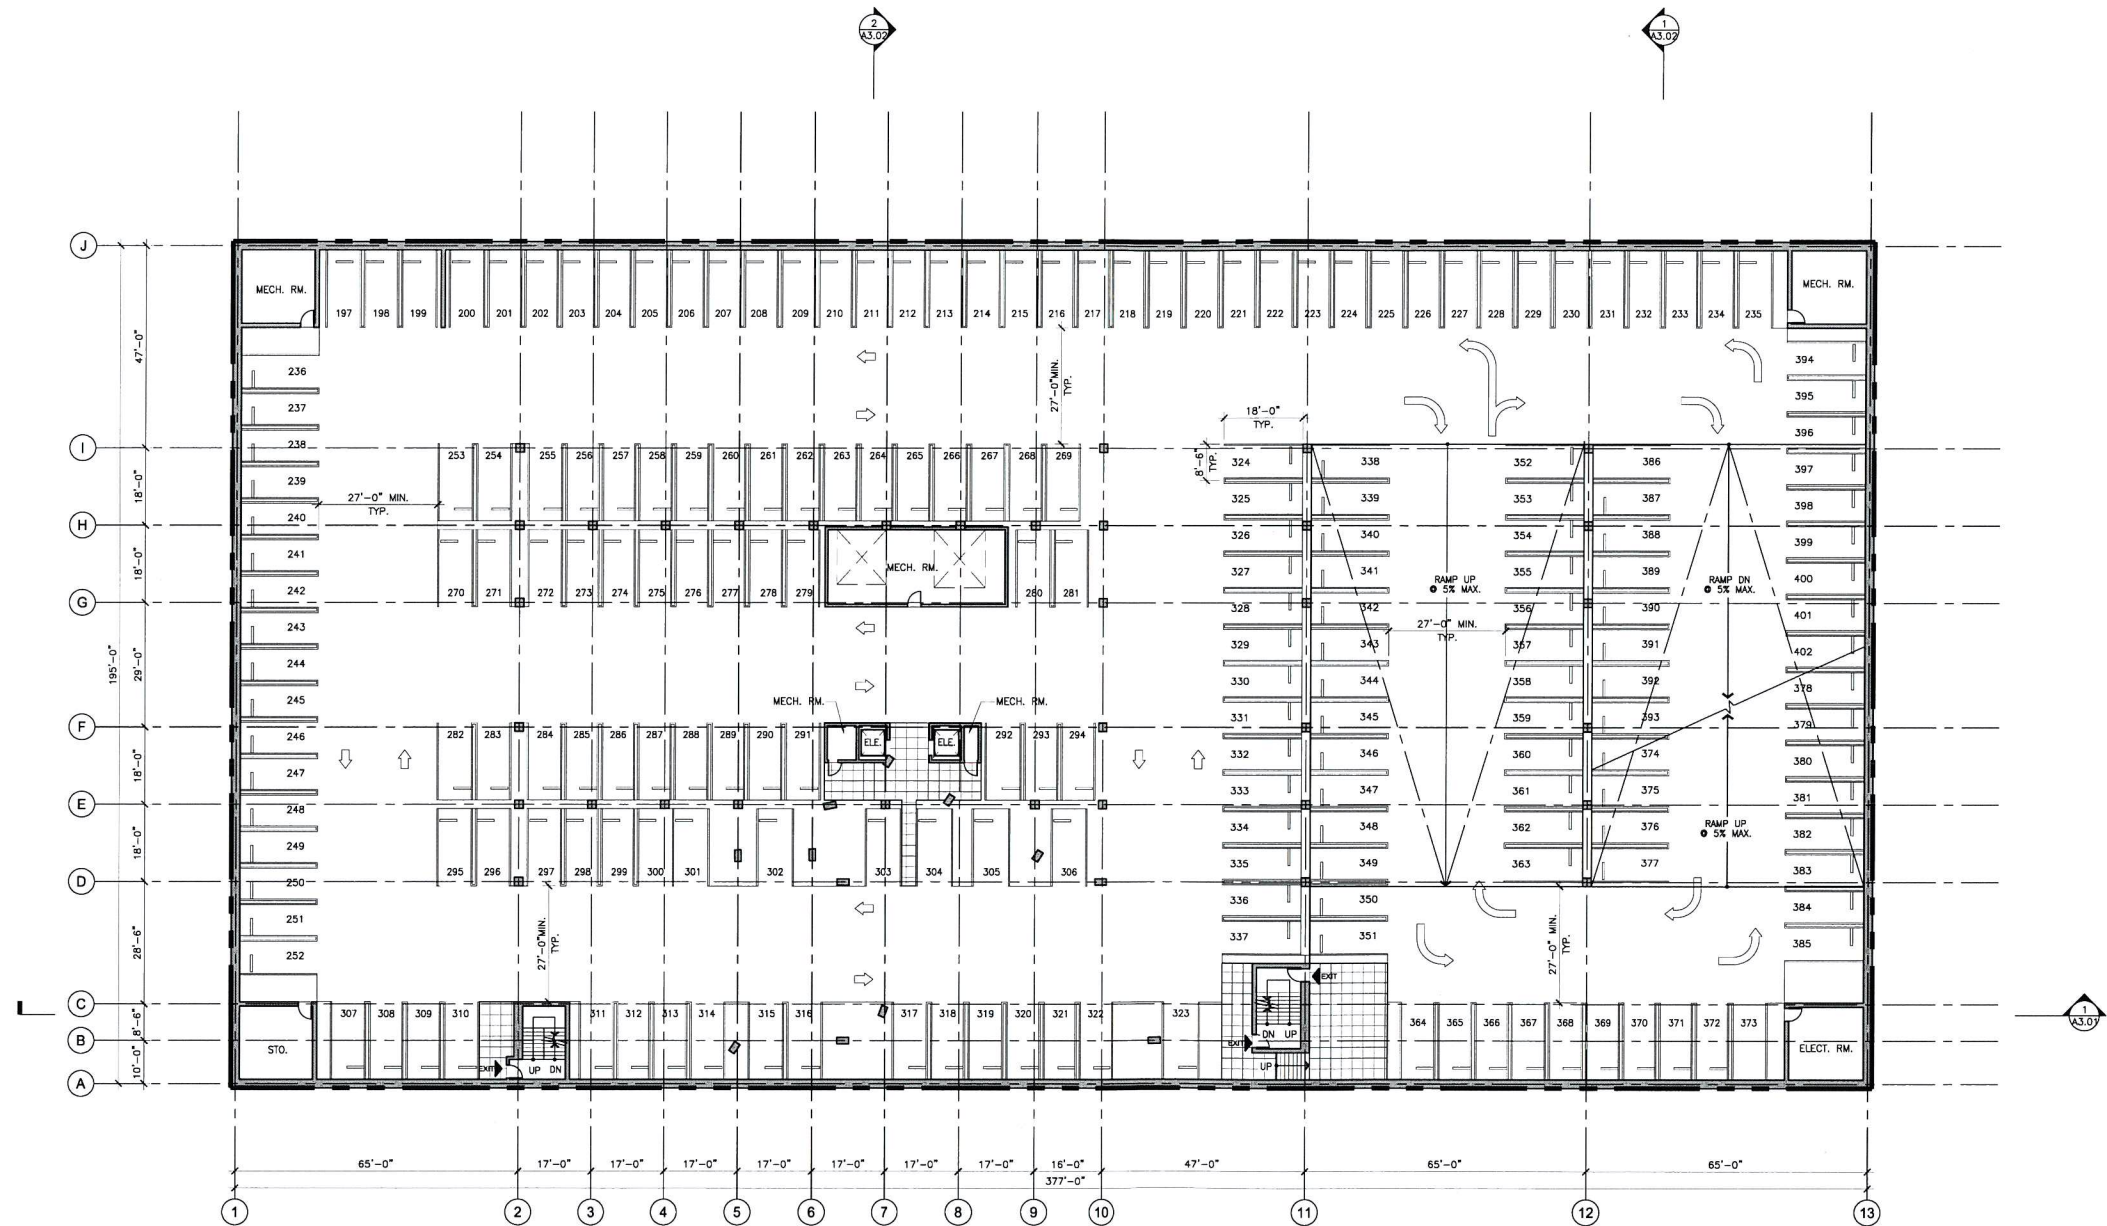 2
A3.02
1
A3.02
J
MECH. RM.
MECH. RM.
197 198 199 200 201 202 203 204 205 206 207 208 209 210 211 212 213 214 215 216 217 218 219 220 221 222 223 224 225 226 227 228 229 230 231 232 233 234 235
47'-0"
27'-0"MIN.
TYP.
236
237
238
239
240
241
242
243
244
245
246
247
248
249
250
251
252
394
395
396
397
398
399
400
401
402
378
379
380
381
382
383
384
385
18'-0"
TYP.
8'-6"
TYP.
I
253 254 255 256 257 258 259 260 261 262 263 264 265 266 267 268 269
18'-0"
27'-0" MIN.
TYP.
H
18'-0"
MECH. RM.
270 271 272 273 274 275 276 277 278 279 280 281
G
195'-0"
29'-0"
324
325
326
327
328
329
330
331
332
333
334
335
336
337
338
339
340
341
342
343
344
345
346
347
348
349
350
351
352
353
354
355
356
357
358
359
360
361
362
363
386
387
388
389
390
391
392
393
374
375
376
377
RAMP UP
@ 5% MAX.
RAMP DN
@ 5% MAX.
27'-0" MIN.
TYP.
RAMP UP
@ 5% MAX.
MECH. RM.
MECH. RM.
F
282 283 284 285 286 287 288 289 290 291 292 293 294
ELE.
ELE.
18'-0"
E
18'-0"
295 296 297 298 299 300 301 302 303 304 305 306
D
28'-6"
27'-0"MIN.
TYP.
27'-0" MIN.
TYP.
EXIT
C
307 308 309 310 311 312 313 314 315 316 317 318 319 320 321 322 323 364 365 366 367 368 369 370 371 372 373
8'-6"
1
A3.01
DN UP
EXIT
B
STO.
ELECT. RM.
10'-0"
EXIT
UP DN
UP
A
65'-0" 17'-0" 17'-0" 17'-0" 17'-0" 17'-0" 17'-0" 17'-0" 16'-0" 47'-0" 65'-0" 65'-0"
377'-0"
1 2 3 4 5 6 7 8 9 10 11 12 13